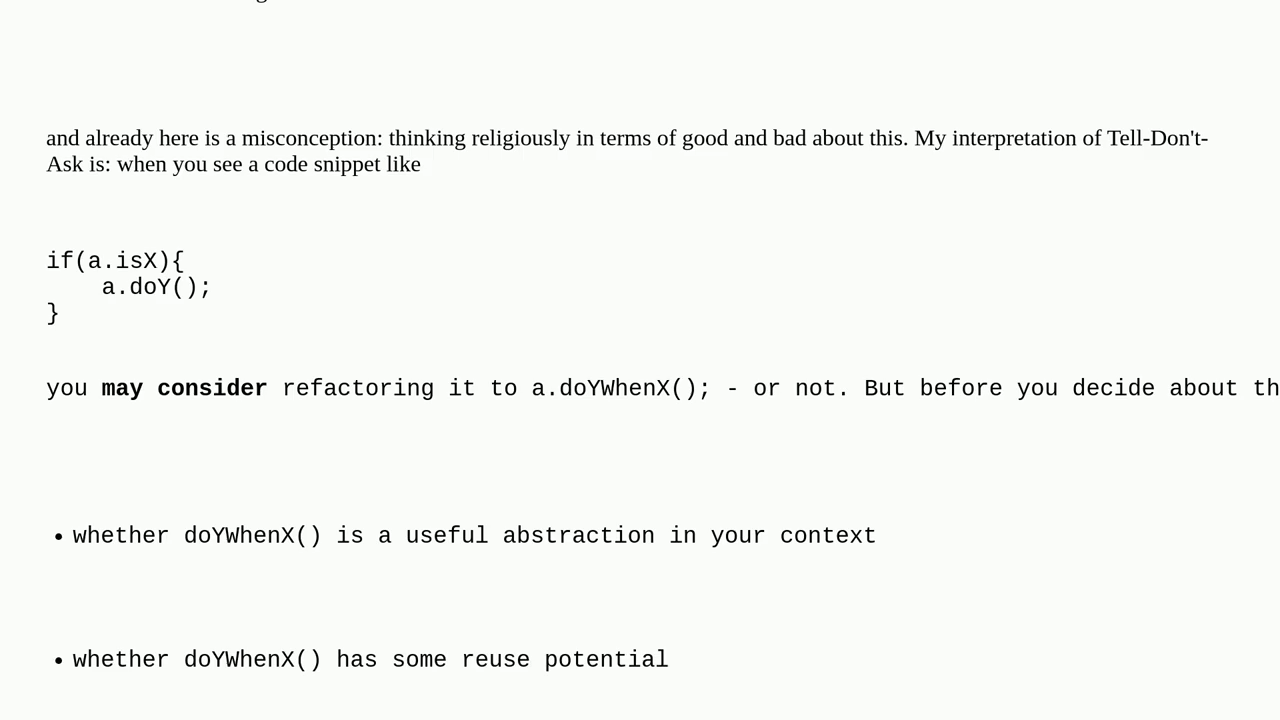 and already here is a misconception: thinking religiously in terms of good and bad about this. My interpretation of Tell-Don't-
Ask is: when you see a code snippet like
if(a.isX){
    a.doY();
}
you may consider refactoring it to a.doYWhenX(); - or not. But before you decide about
• whether doYWhenX() is a useful abstraction in your context
• whether doYWhenX() has some reuse potential